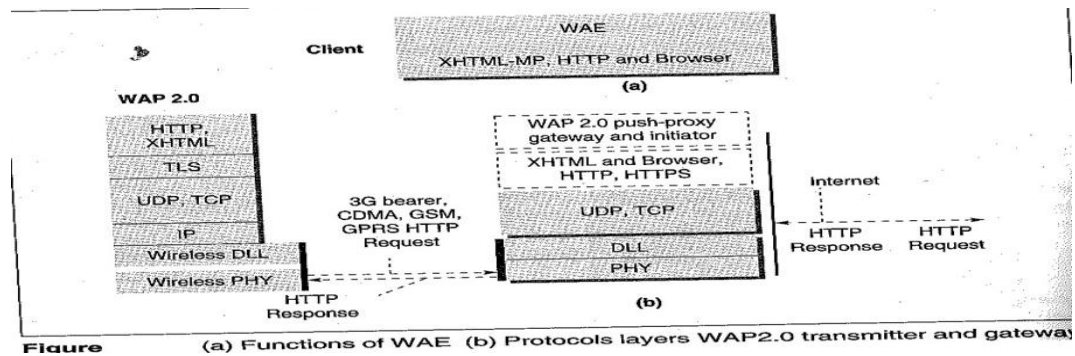 Client
WAE
XHTML-MP, HTTP and Browser
(a)
WAP 2.0
HTTP,
XHTML
TLS
UDP, TCP
IP
Wireless DLL
Wireless PHY
3G bearer,
CDMA, GSM,
GPRS HTTP
Request
HTTP
Response
WAP 2.0 push-proxy
gateway and initiator
XHTML and Browser,
HTTP, HTTPS
UDP, TCP
DLL
PHY
(b)
Internet
HTTP
Response
HTTP
Request
Figure (a) Functions of WAE (b) Protocols layers WAP2.0 transmitter and gateway